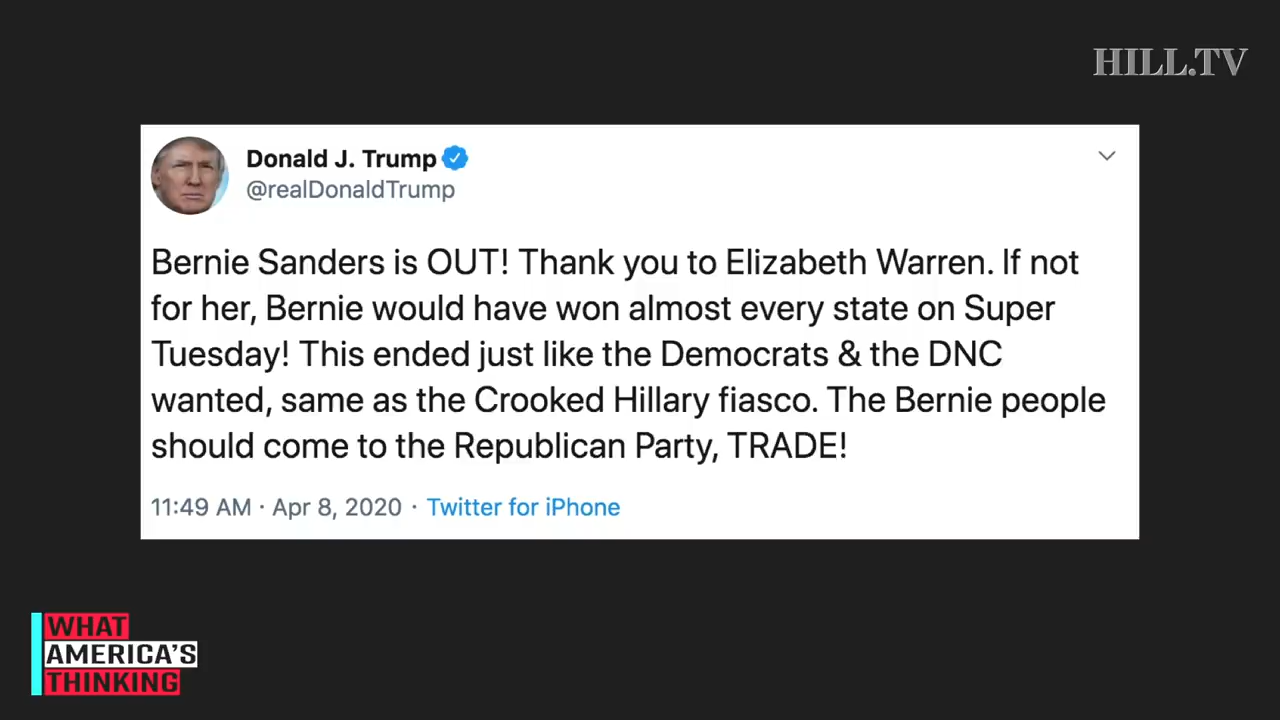 HILL.TV
Donald J. Trump
@realDonaldTrump
Bernie Sanders is OUT! Thank you to Elizabeth Warren. If not
for her, Bernie would have won almost every state on Super
Tuesday! This ended just like the Democrats & the DNC
wanted, same as the Crooked Hillary fiasco. The Bernie people
should come to the Republican Party, TRADE!
11:49 AM · Apr 8, 2020 · Twitter for iPhone
WHAT
AMERICA'S
THINKING